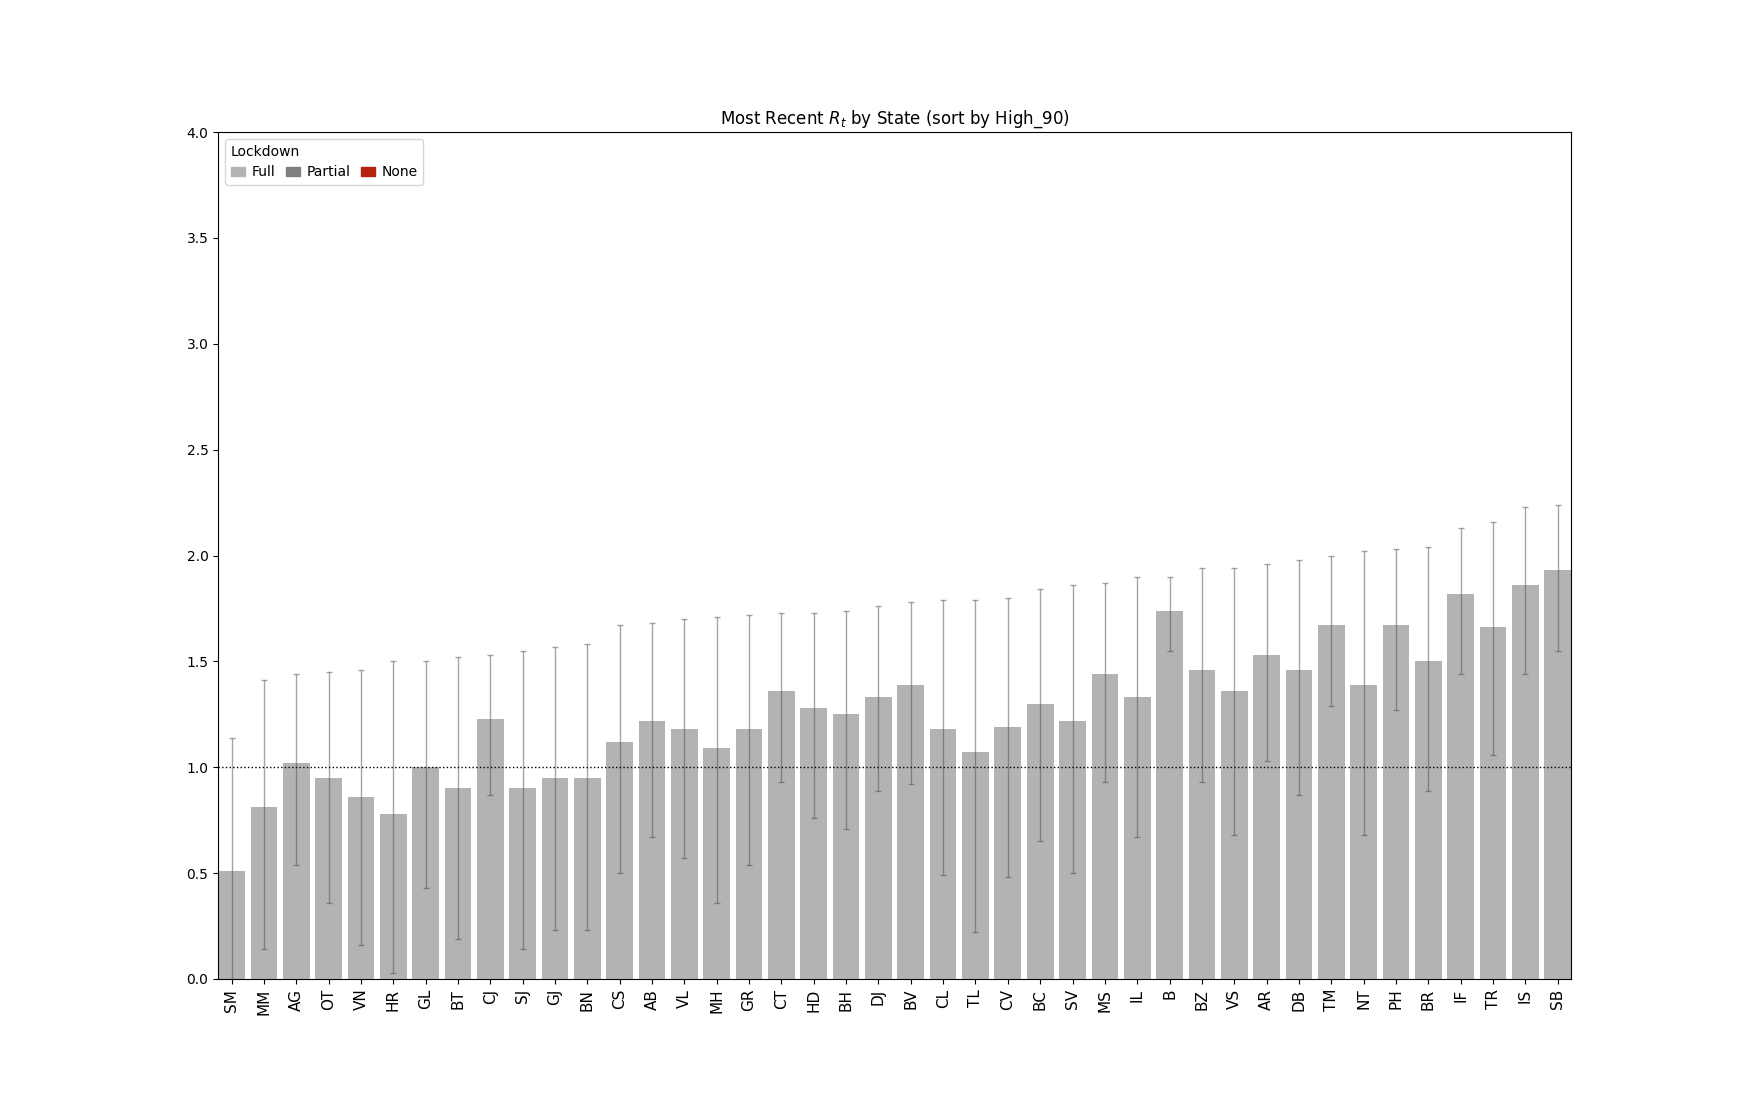 Most Recent R_t by State (sort by High_90)
Lockdown
Full Partial None
4.0
3.5
3.0
2.5
2.0
1.5
1.0
0.5
0.0
SM MM AG OT VN HR GL BT CJ SJ GJ BN CS AB VL MH GR CT HD BH DJ BV CL TL CV BC SV MS IL B BZ VS AR DB TM NT PH BR IF TR IS SB